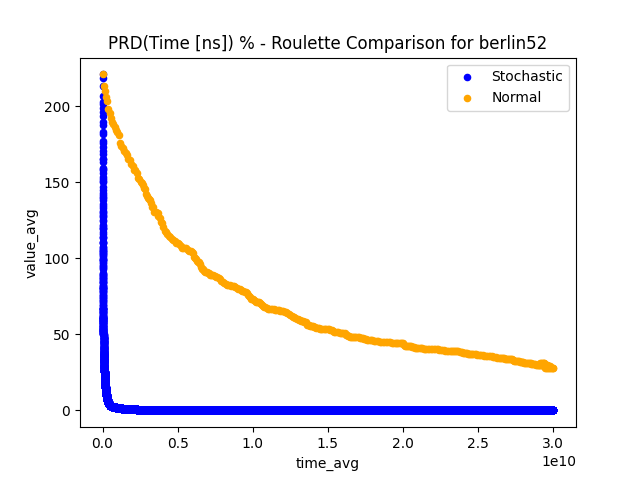 PRD(Time [ns]) % - Roulette Comparison for berlin52
Stochastic
Normal
value_avg
200
150
100
50
0
0.0 0.5 1.0 1.5 2.0 2.5 3.0
1e10
time_avg